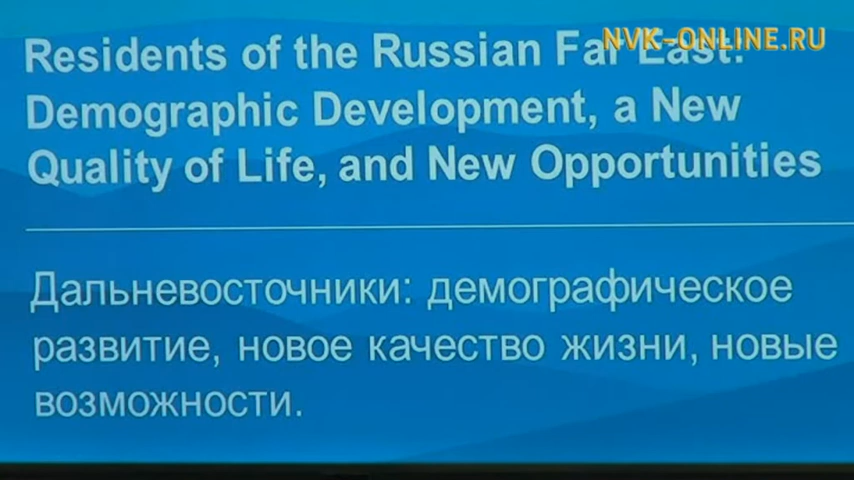 NVK-ONLINE.RU
Residents of the Russian Far East:
Demographic Development, a New
Quality of Life, and New Opportunities
Дальневосточники: демографическое
развитие, новое качество жизни, новые
возможности.